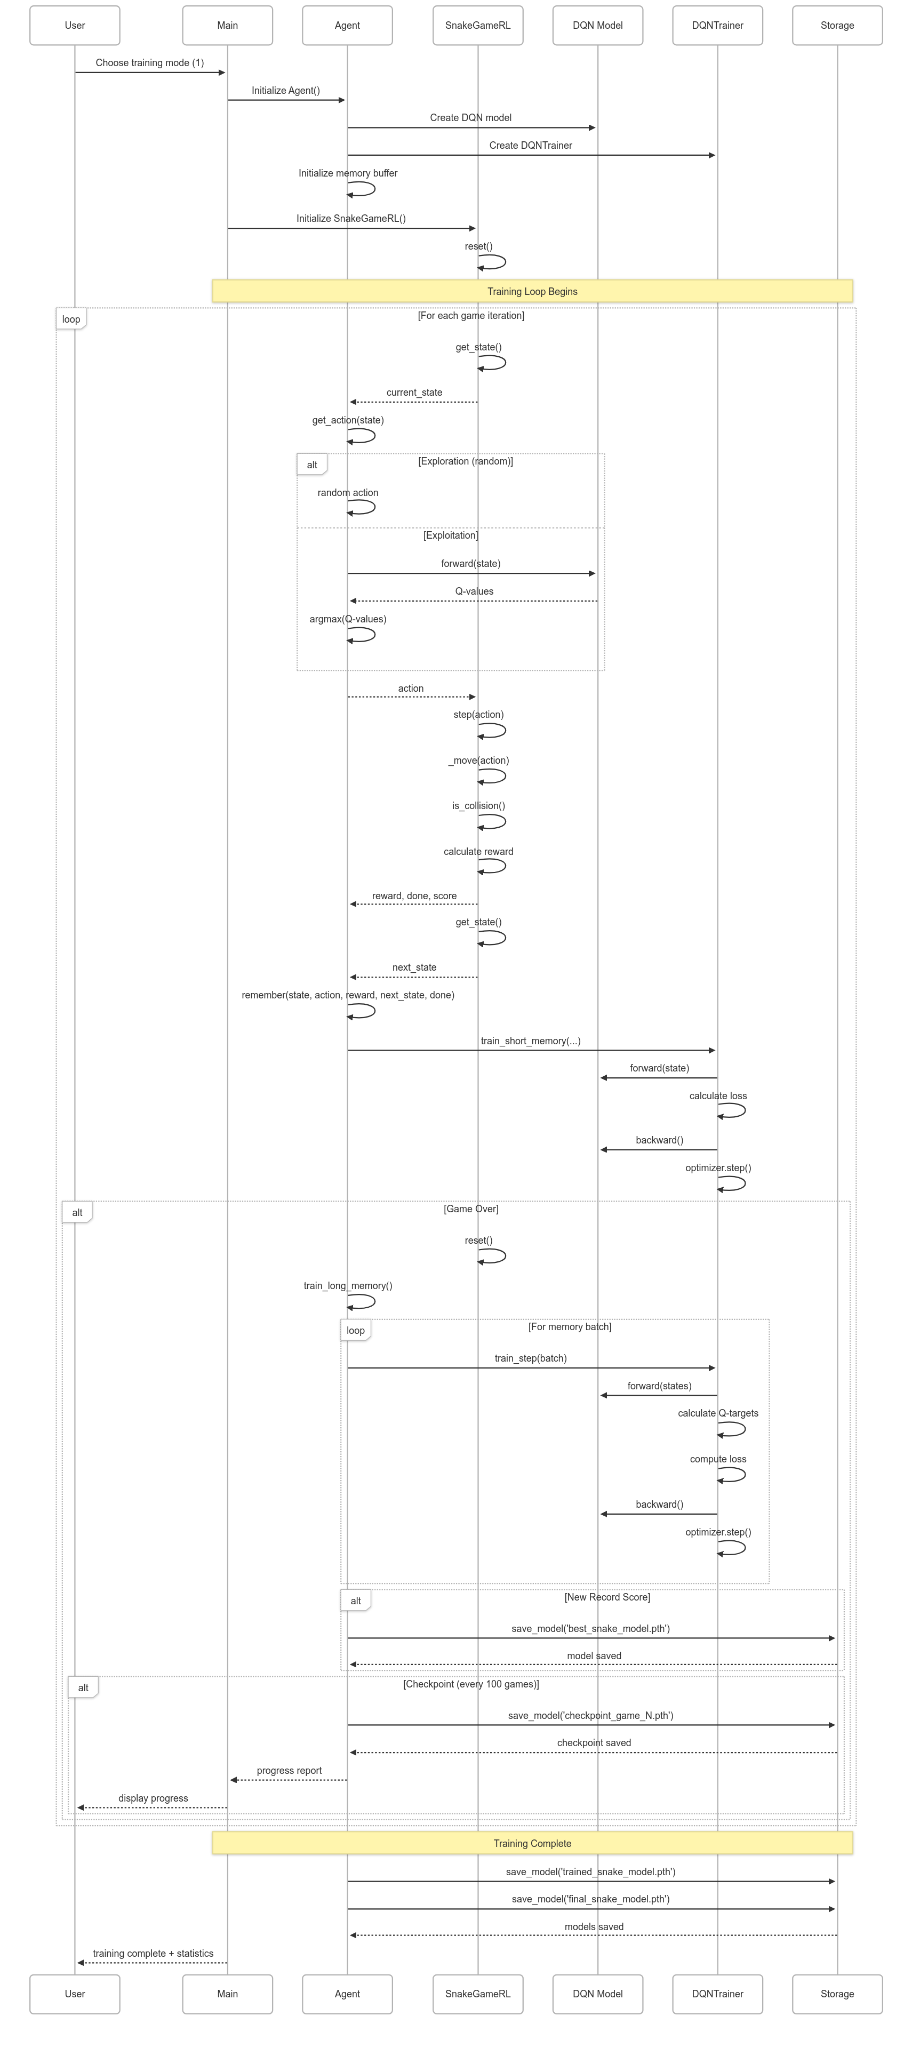 User
Main
Agent
SnakeGameRL
DQN Model
DQNTrainer
Storage
Choose training mode (1)
Initialize Agent()
Create DQN model
Create DQNTrainer
Initialize memory buffer
Initialize SnakeGameRL()
reset()
Training Loop Begins
loop
[For each game iteration]
get_state()
current_state
get_action(state)
alt
[Exploration (random)]
random action
[Exploitation]
forward(state)
Q-values
argmax(Q-values)
action
step(action)
_move(action)
is_collision()
calculate reward
reward, done, score
get_state()
next_state
remember(state, action, reward, next_state, done)
train_short_memory(...)
forward(state)
calculate loss
backward()
optimizer.step()
alt
[Game Over]
reset()
train_long_memory()
loop
[For memory batch]
train_step(batch)
forward(states)
calculate Q-targets
compute loss
backward()
optimizer.step()
alt
[New Record Score]
save_model('best_snake_model.pth')
model saved
alt
[Checkpoint (every 100 games)]
save_model('checkpoint_game_N.pth')
checkpoint saved
progress report
display progress
Training Complete
save_model('trained_snake_model.pth')
save_model('final_snake_model.pth')
models saved
training complete + statistics
User
Main
Agent
SnakeGameRL
DQN Model
DQNTrainer
Storage